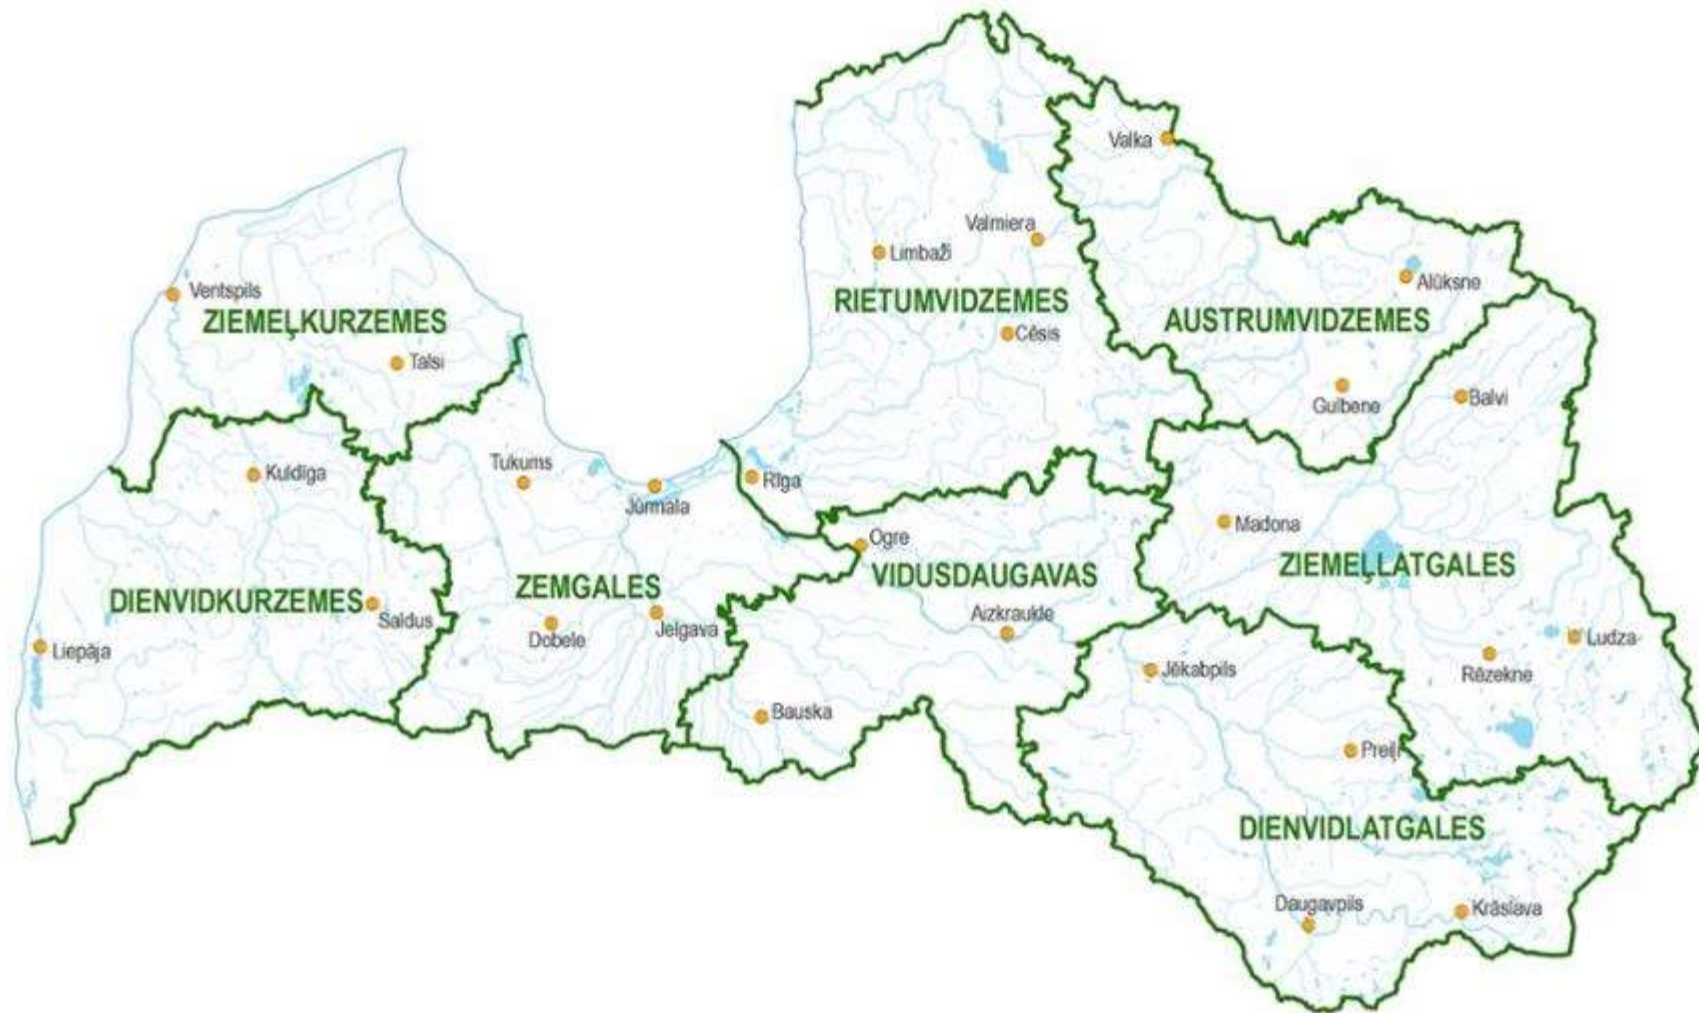 Valka
Valmiera
Limbaži
Alūksne
Ventspils
RIETUMVIDZEMES
ZIEMEĻKURZEMES
AUSTRUMVIDZEMES
Cēsis
Talsi
Gulbene
Balvi
Tukums
Kuldīga
Rīga
Jūrmala
Madona
Ogre
ZIEMEĻLATGALES
VIDUSDAUGAVAS
ZEMGALES
DIENVIDKURZEMES
Aizkraukle
Saldus
Jelgava
Dobele
Ludza
Liepāja
Jēkabpils
Rēzekne
Bauska
Preiļi
DIENVIDLATGALES
Daugavpils
Krāslava